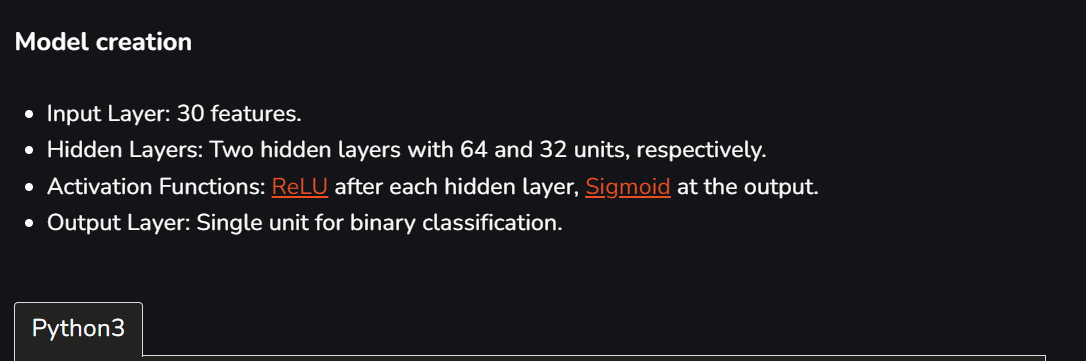 Model creation
• Input Layer: 30 features.
• Hidden Layers: Two hidden layers with 64 and 32 units, respectively.
• Activation Functions: ReLU after each hidden layer, Sigmoid at the output.
• Output Layer: Single unit for binary classification.
Python3